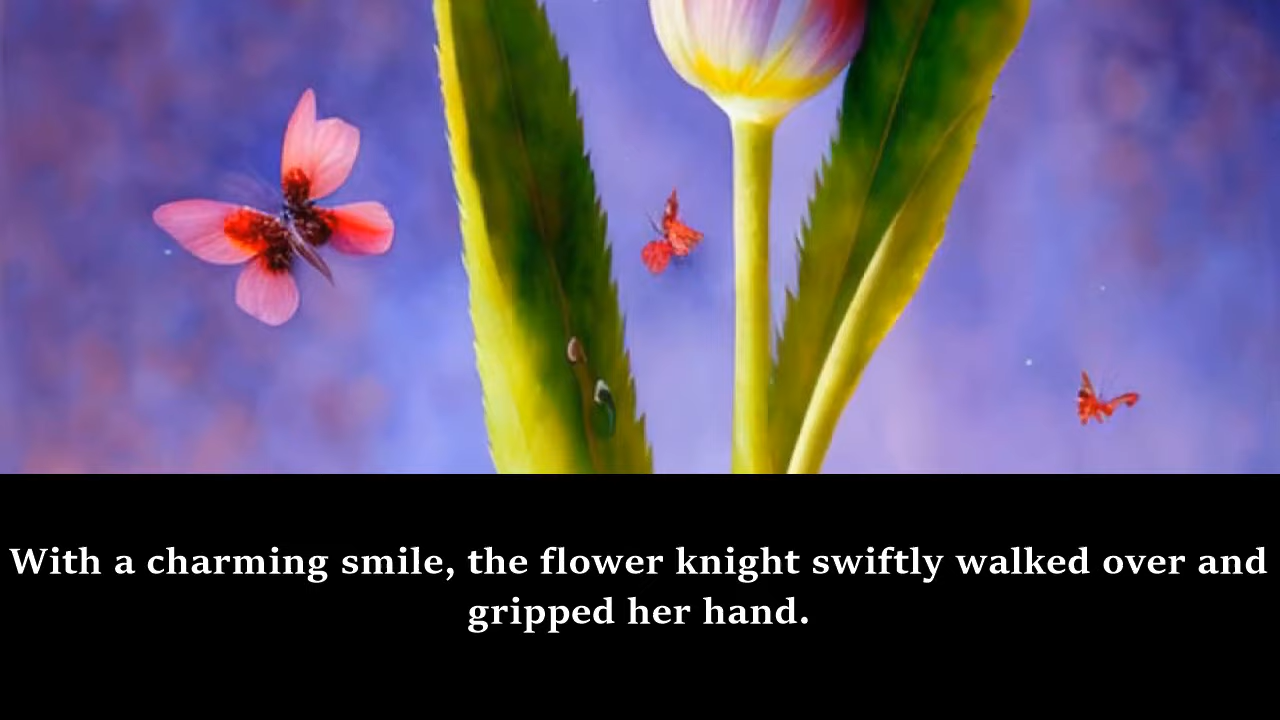 With a charming smile, the flower knight swiftly walked over and
gripped her hand.